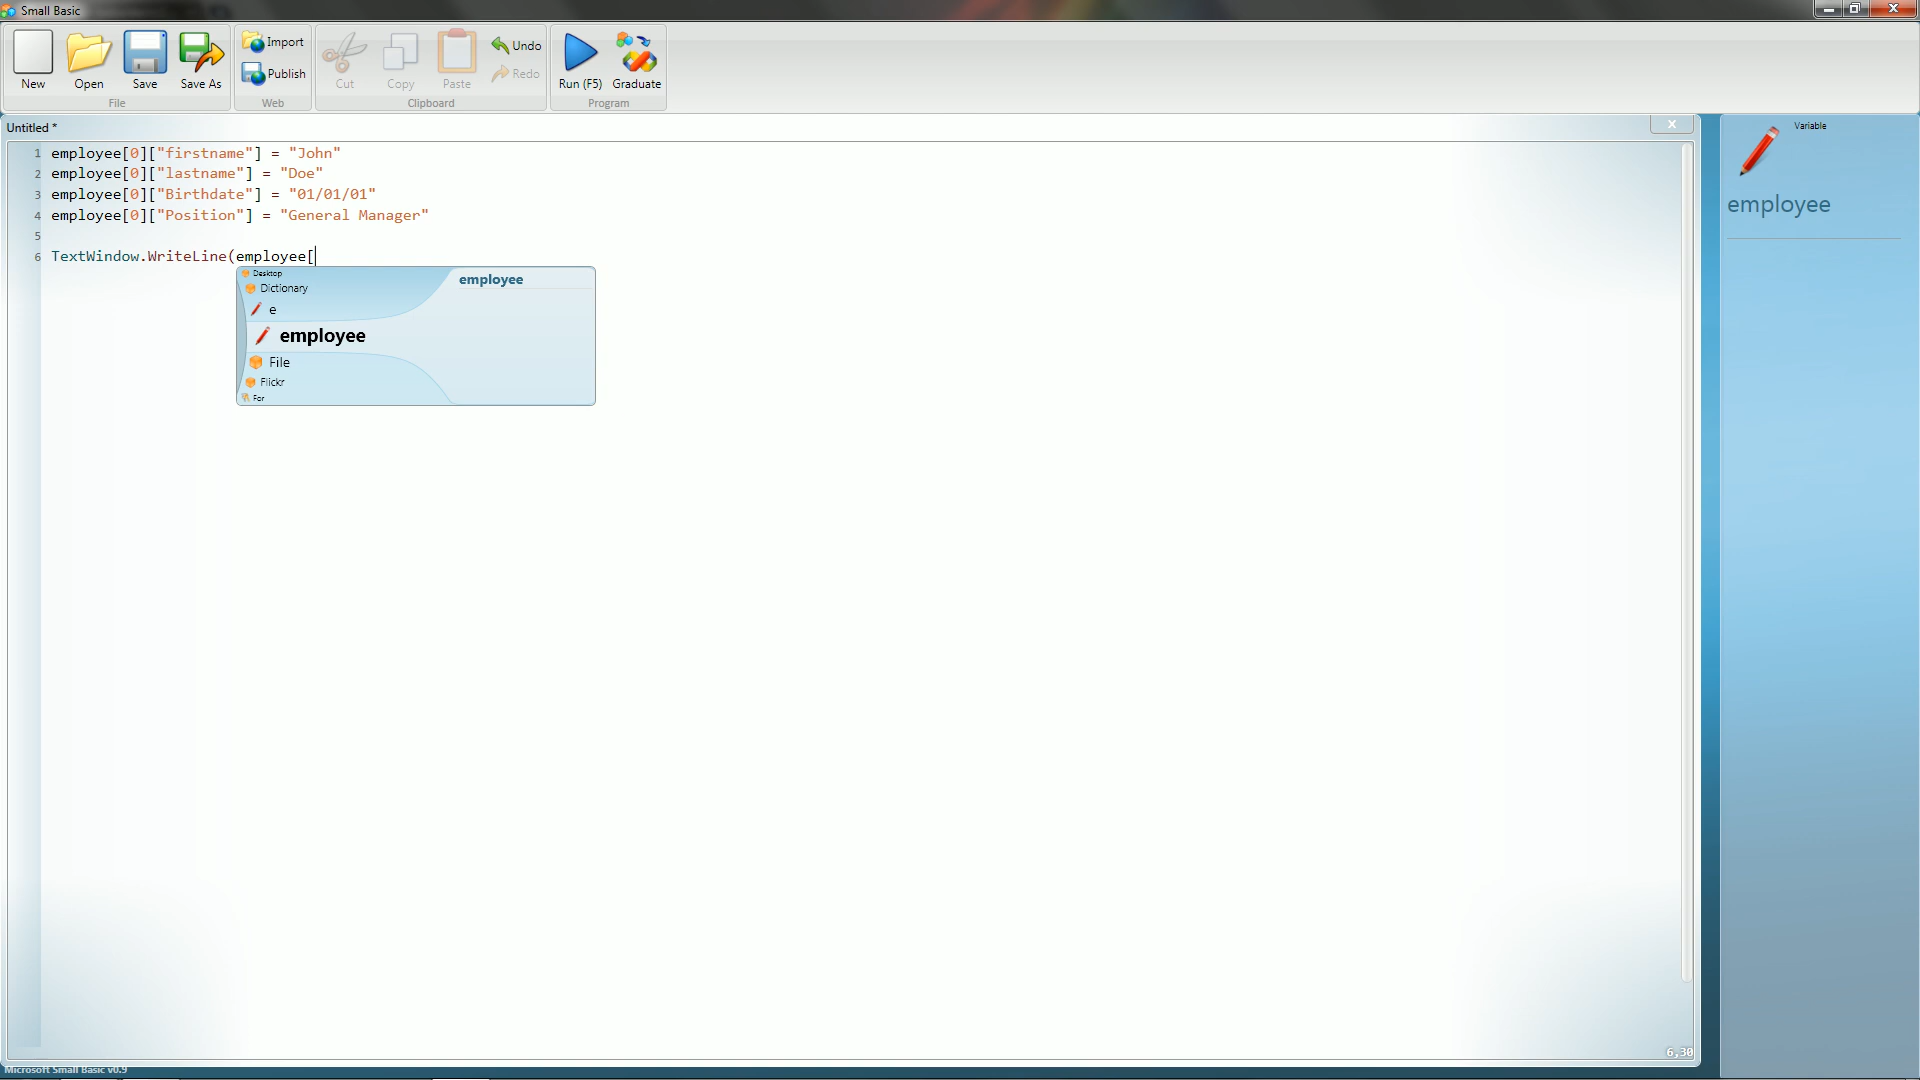 Small Basic
New
Open
Save
Save As
File
Import
Publish
Web
Cut
Copy
Paste
Undo
Redo
Clipboard
Run (F5)
Graduate
Program
Untitled *
1 employee[0]["firstname"] = "John"
2 employee[0]["lastname"] = "Doe"
3 employee[0]["Birthdate"] = "01/01/01"
4 employee[0]["Position"] = "General Manager"
5
6 TextWindow.WriteLine(employee[
Desktop
Dictionary
e
employee
File
Flickr
For
employee
Variable
employee
6,30
Microsoft Small Basic v0.9